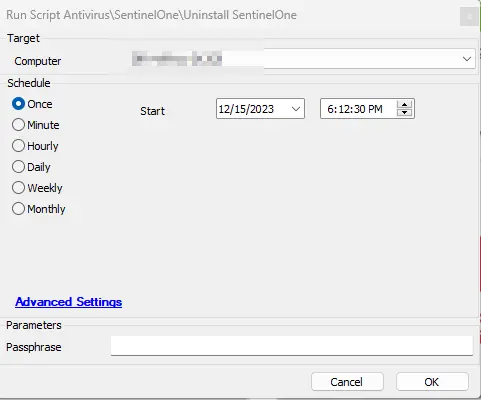 Run Script Antivirus\SentinelOne\Uninstall SentinelOne
Target
Computer
Schedule
Once
Start
12/15/2023
6:12:30 PM
Minute
Hourly
Daily
Weekly
Monthly
Advanced Settings
Parameters
Passphrase
Cancel
OK